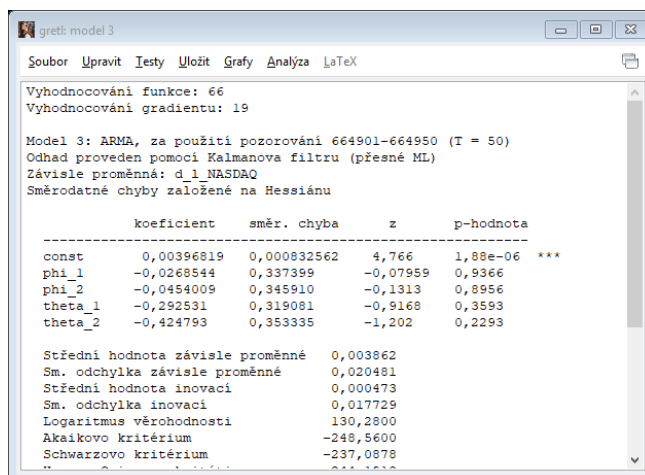 gretl: model 3
Soubor Upravit Testy Uložit Grafy Analýza LaTeX
Vyhodnocování funkce: 66
Vyhodnocování gradientu: 19
Model 3: ARMA, za použití pozorování 664901-664950 (T = 50)
Odhad proveden pomocí Kalmanova filtru (přesné ML)
Závisle proměnná: d_l_NASDAQ
Směrodatné chyby založené na Hessiánu
koeficient směr. chyba z p-hodnota
---------------------------------------------------------
const 0,00396819 0,000832562 4,766 1,88e-06 ***
phi_1 -0,0268544 0,337399 -0,07959 0,9366
phi_2 -0,0454009 0,345910 -0,1313 0,8956
theta_1 -0,292531 0,319081 -0,9168 0,3593
theta_2 -0,424793 0,353335 -1,202 0,2293
Střední hodnota závisle proměnné 0,003862
Sm. odchylka závisle proměnné 0,020481
Střední hodnota inovací 0,000473
Sm. odchylka inovací 0,017729
Logaritmus věrohodnosti 130,2800
Akaikovo kritérium -248,5600
Schwarzovo kritérium -237,0878